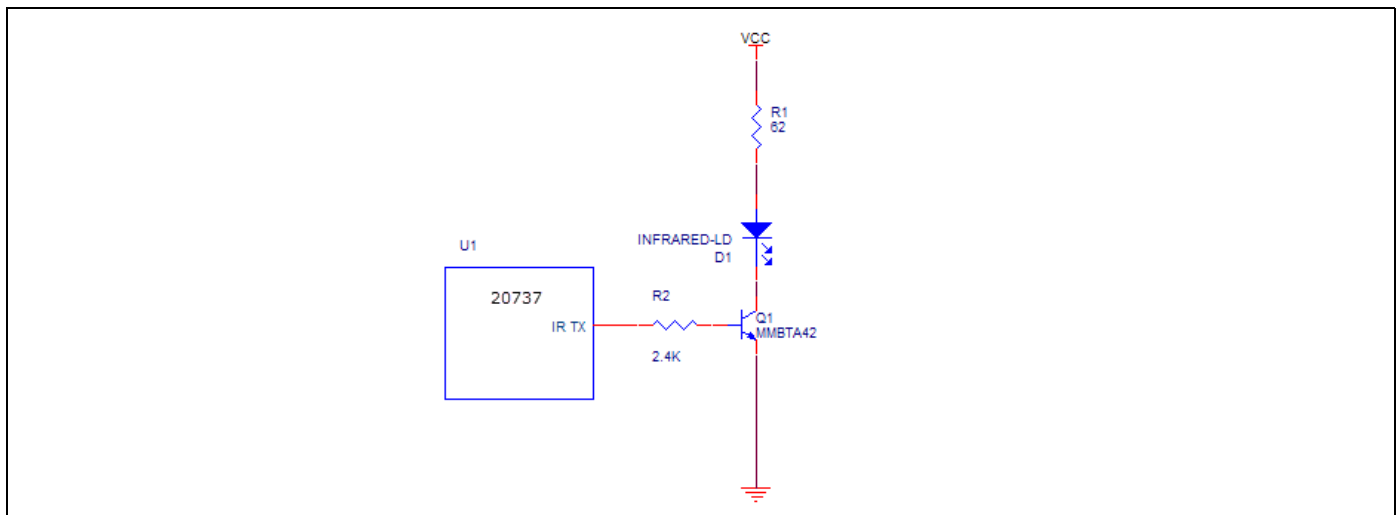 VCC
R1
62
INFRARED-LD
D1
U1
20737
R2
IR TX
Q1
MMBTA42
2.4K